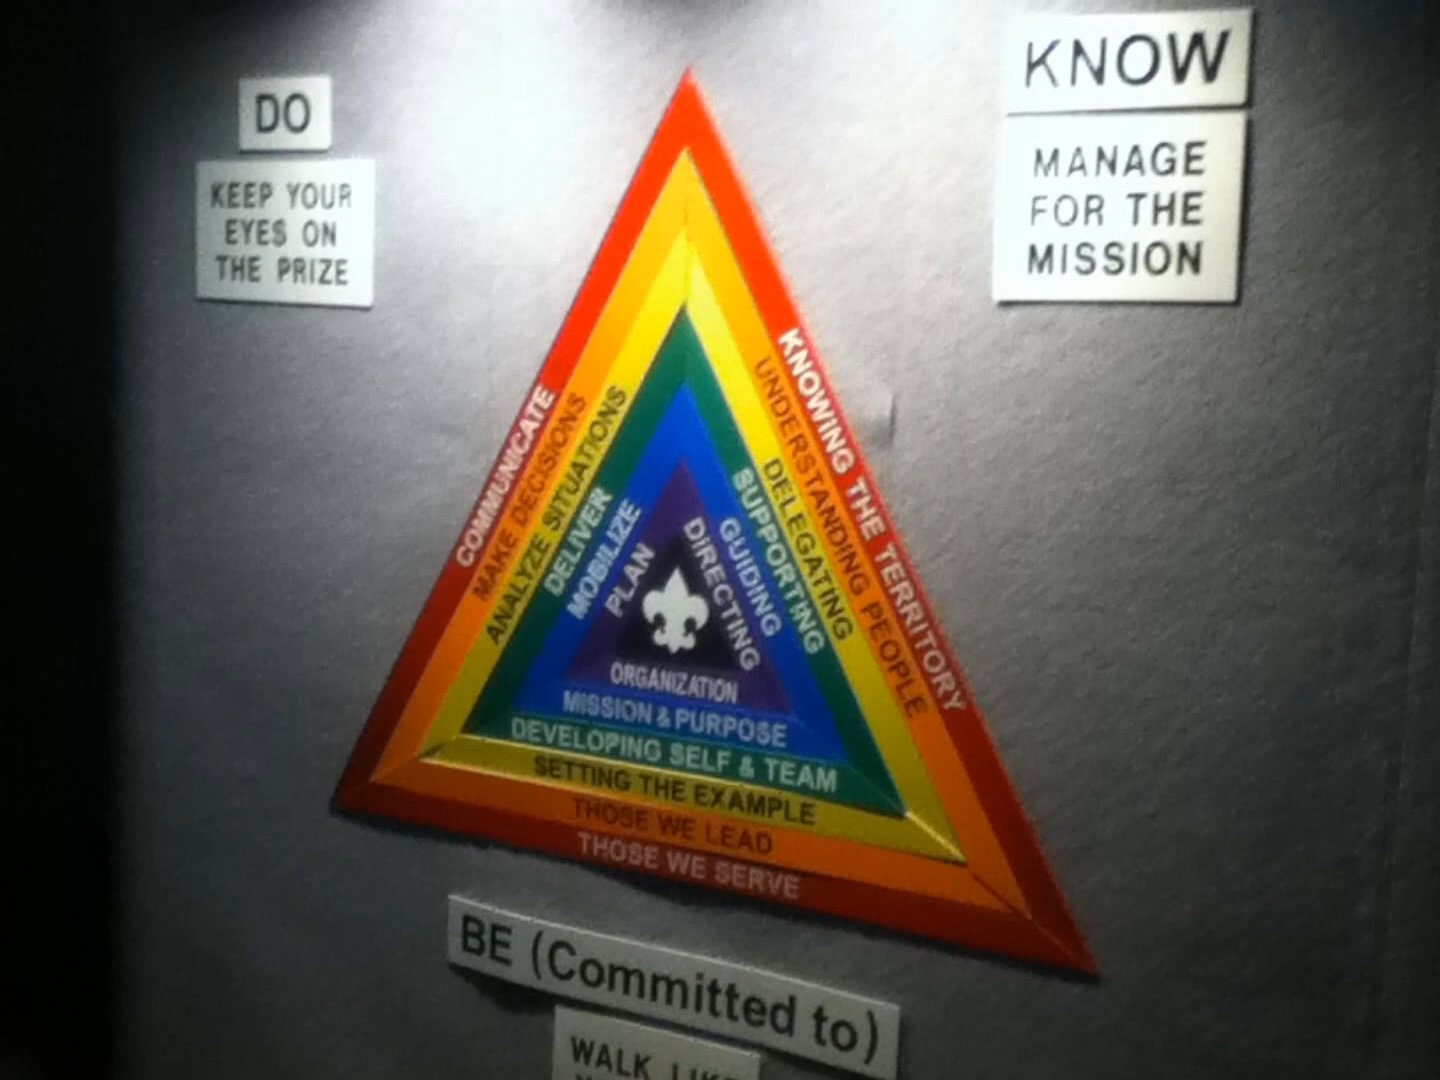 DO
KEEP YOUR
EYES ON
THE PRIZE
KNOW
MANAGE
FOR THE
MISSION
COMMUNICATE
MAKE DECISIONS
ANALYZE SITUATIONS
DELIVER
MOBILIZE
PLAN
KNOWING THE TERRITORY
UNDERSTANDING PEOPLE
DELEGATING
SUPPORTING
GUIDING
DIRECTING
ORGANIZATION
MISSION & PURPOSE
DEVELOPING SELF & TEAM
SETTING THE EXAMPLE
THOSE WE LEAD
THOSE WE SERVE
BE (Committed to)
WALK LIKE